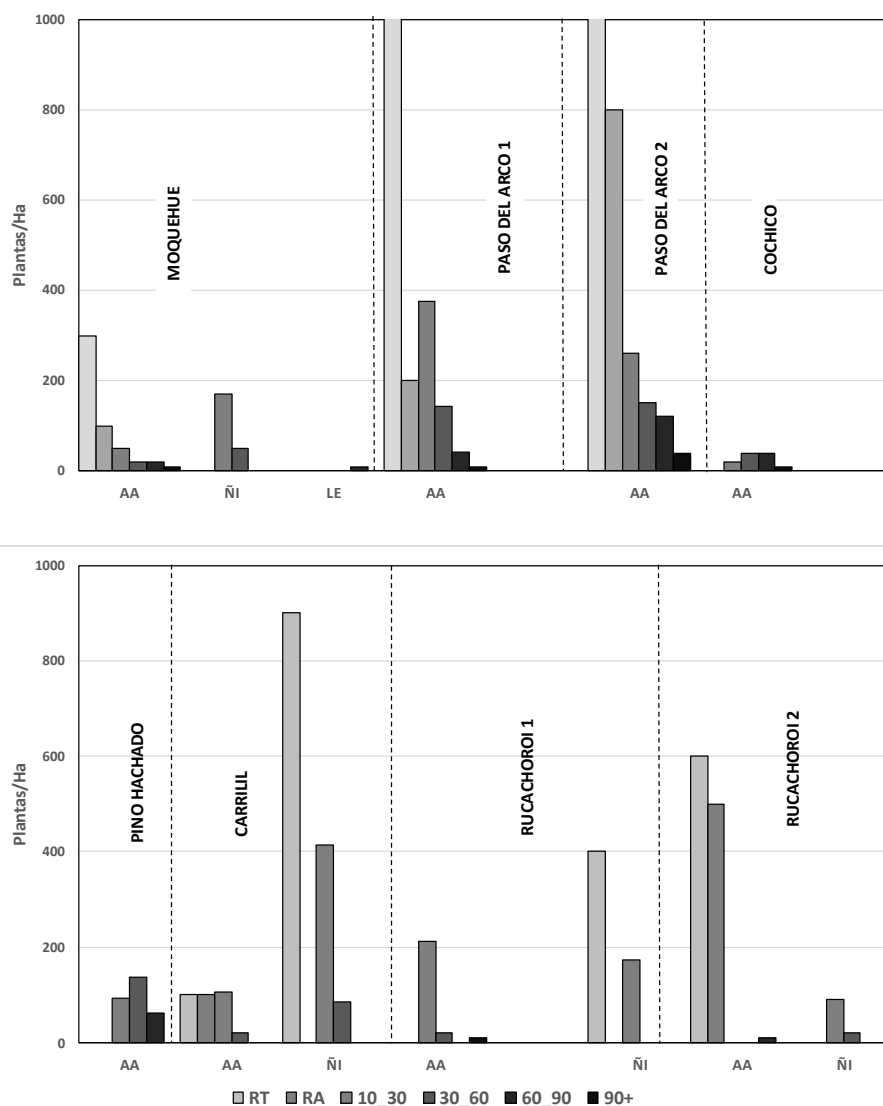 1000
800
600
400
200
0
Plantas/Ha
MOQUEHUE
PASO DEL ARCO 1
PASO DEL ARCO 2
COCHICO
AA ÑI LE AA AA AA
1000
800
600
400
200
0
Plantas/Ha
PINO HACHADO
CARRILIL
RUCACHOROI 1
RUCACHOROI 2
AA AA ÑI AA ÑI AA ÑI
RT RA 10_30 30_60 60_90 90+